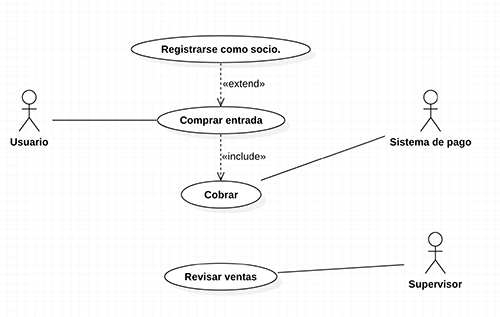 Registrarse como socio.
«extend»
Comprar entrada
Usuario
Sistema de pago
«include»
Cobrar
Revisar ventas
Supervisor